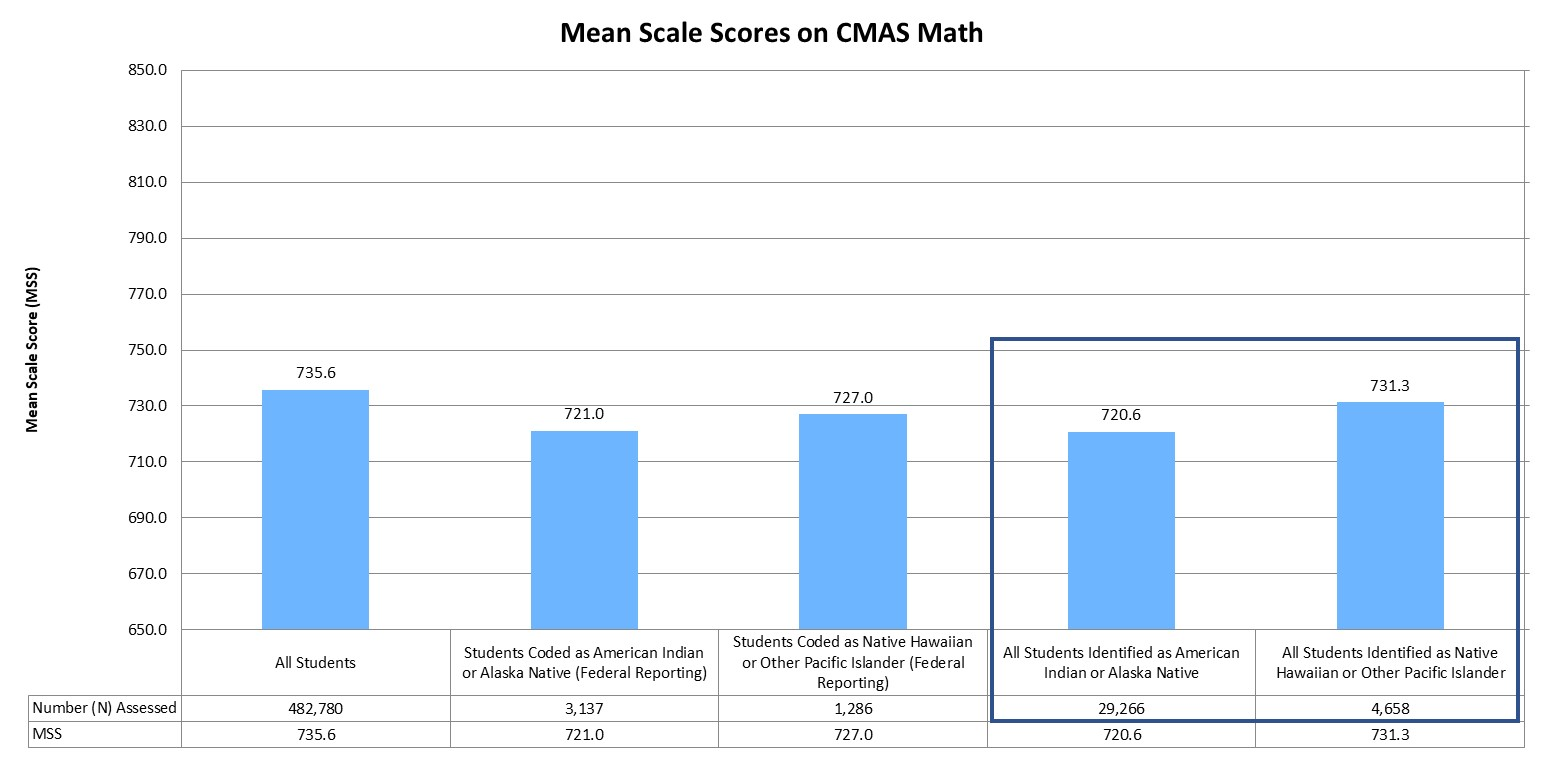 Mean Scale Scores on CMAS Math
Mean Scale Score (MSS)
850.0
830.0
810.0
790.0
770.0
750.0
730.0
710.0
690.0
670.0
650.0
735.6
721.0
727.0
720.6
731.3
All Students
Students Coded as American Indian
or Alaska Native (Federal Reporting)
Students Coded as Native Hawaiian
or Other Pacific Islander (Federal
Reporting)
All Students Identified as American
Indian or Alaska Native
All Students Identified as Native
Hawaiian or Other Pacific Islander
Number (N) Assessed 482,780 3,137 1,286 29,266 4,658
MSS 735.6 721.0 727.0 720.6 731.3